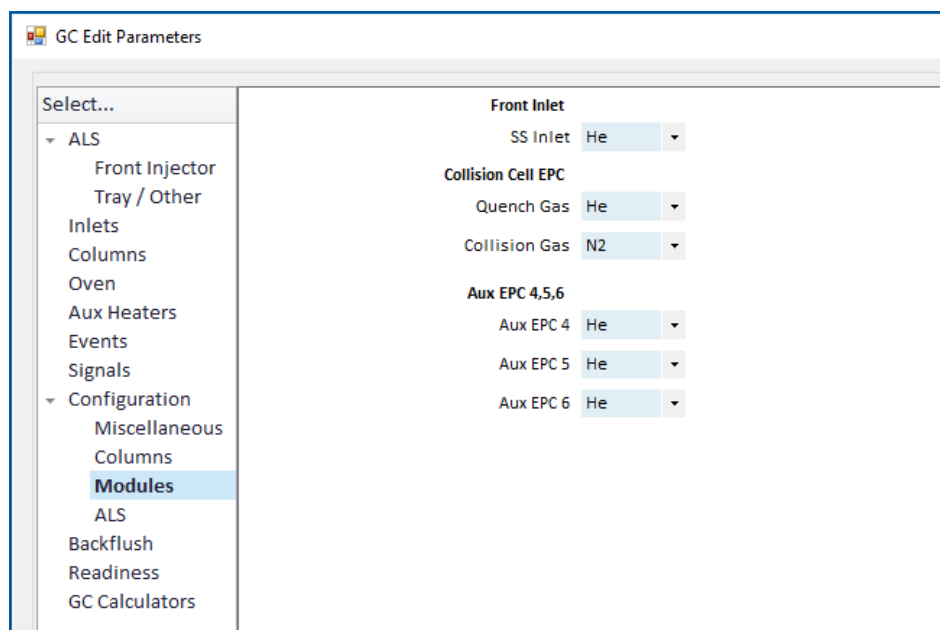 GC Edit Parameters
Select...
ALS
Front Injector
Tray / Other
Inlets
Columns
Oven
Aux Heaters
Events
Signals
Configuration
Miscellaneous
Columns
Modules
ALS
Backflush
Readiness
GC Calculators
Front Inlet
SS Inlet He
Collision Cell EPC
Quench Gas He
Collision Gas N2
Aux EPC 4,5,6
Aux EPC 4 He
Aux EPC 5 He
Aux EPC 6 He